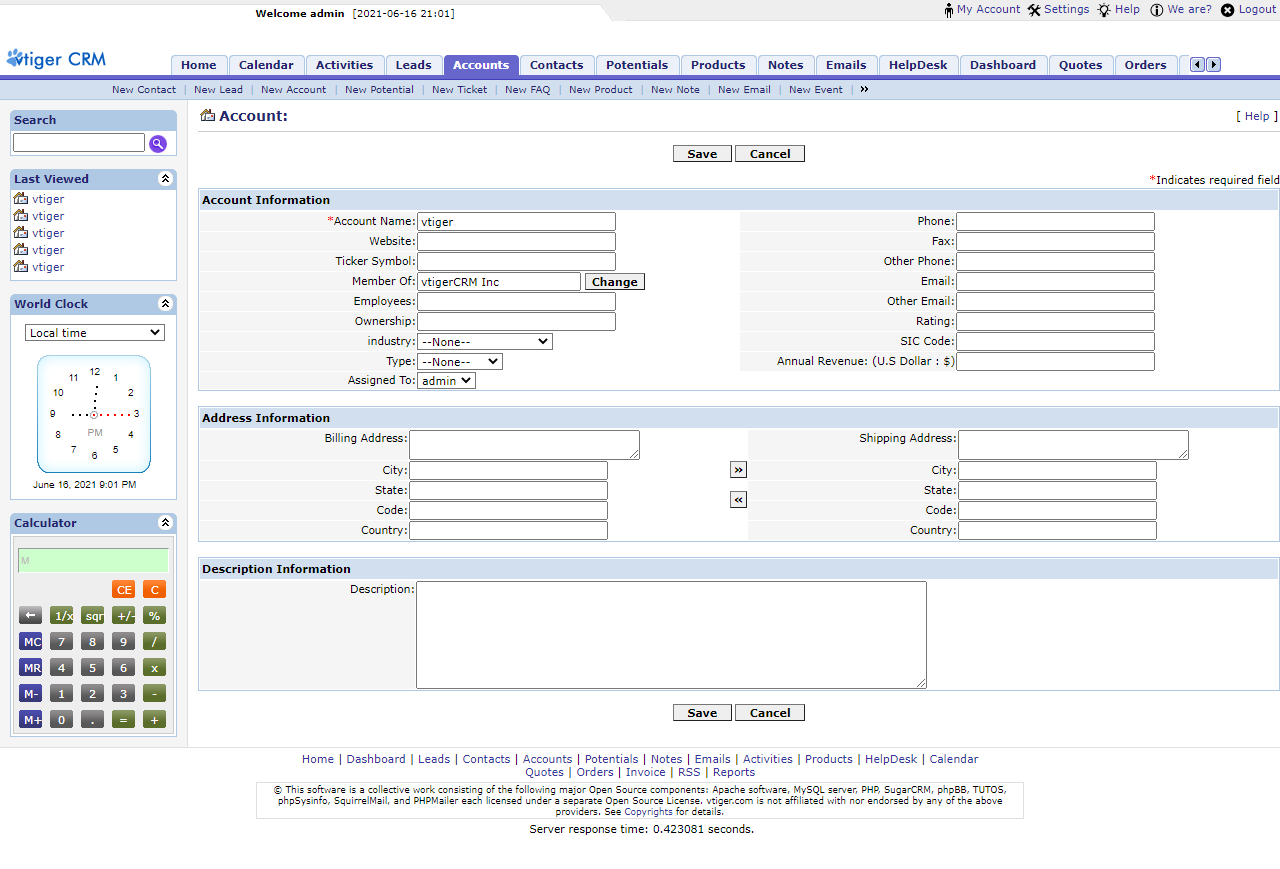 Welcome admin [2021-06-16 21:01]
My Account Settings Help We are? Logout
vtiger CRM
Home Calendar Activities Leads Accounts Contacts Potentials Products Notes Emails HelpDesk Dashboard Quotes Orders
New Contact | New Lead | New Account | New Potential | New Ticket | New FAQ | New Product | New Note | New Email | New Event | »
Search
Last Viewed
vtiger
vtiger
vtiger
vtiger
vtiger
World Clock
Local time
12
11 1
10 2
9 3
PM
8 4
7 5
6
June 16, 2021 9:01 PM
Calculator
M
CE C
← 1/x sqr +/- %
MC 7 8 9 /
MR 4 5 6 x
M- 1 2 3 -
M+ 0 . = +
Account: [ Help ]
Save Cancel
*Indicates required field
Account Information
*Account Name: vtiger Phone:
Website: Fax:
Ticker Symbol: Other Phone:
Member Of: vtigerCRM Inc Change Email:
Employees: Other Email:
Ownership: Rating:
industry: --None-- SIC Code:
Type: --None-- Annual Revenue: (U.S Dollar : $)
Assigned To: admin
Address Information
Billing Address: Shipping Address:
City: » City:
State: « State:
Code: Code:
Country: Country:
Description Information
Description:
Save Cancel
Home | Dashboard | Leads | Contacts | Accounts | Potentials | Notes | Emails | Activities | Products | HelpDesk | Calendar
Quotes | Orders | Invoice | RSS | Reports
© This software is a collective work consisting of the following major Open Source components: Apache software, MySQL server, PHP, SugarCRM, phpBB, TUTOS,
phpSysinfo, SquirrelMail, and PHPMailer each licensed under a separate Open Source License. vtiger.com is not affiliated with nor endorsed by any of the above
providers. See Copyrights for details.
Server response time: 0.423081 seconds.